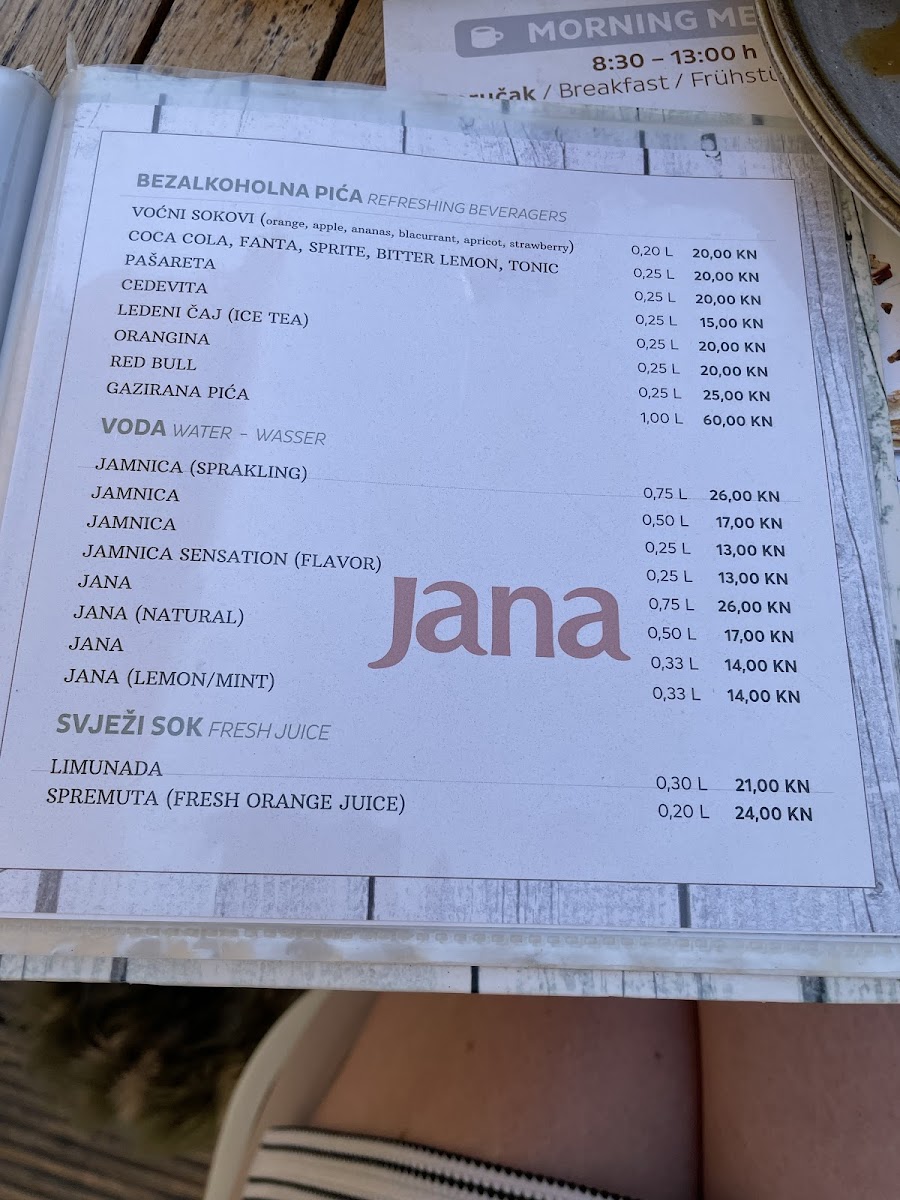 MORNING ME
8:30 – 13:00 h
ručak / Breakfast / Frühst
BEZALKOHOLNA PIĆA REFRESHING BEVERAGERS
VOĆNI SOKOVI (orange, apple, ananas, blacurrant, apricot, strawberry) 0,20 L 20,00 KN
COCA COLA, FANTA, SPRITE, BITTER LEMON, TONIC 0,25 L 20,00 KN
PAŠARETA 0,25 L 20,00 KN
CEDEVITA 0,25 L 15,00 KN
LEDENI ČAJ (ICE TEA) 0,25 L 20,00 KN
ORANGINA 0,25 L 20,00 KN
RED BULL 0,25 L 25,00 KN
GAZIRANA PIĆA 1,00 L 60,00 KN
VODA WATER - WASSER
JAMNICA (SPRAKLING) 0,75 L 26,00 KN
JAMNICA 0,50 L 17,00 KN
JAMNICA 0,25 L 13,00 KN
JAMNICA SENSATION (FLAVOR) 0,25 L 13,00 KN
JANA 0,75 L 26,00 KN
JANA (NATURAL) 0,50 L 17,00 KN
JANA 0,33 L 14,00 KN
JANA (LEMON/MINT) 0,33 L 14,00 KN
Jana
SVJEŽI SOK FRESH JUICE
LIMUNADA 0,30 L 21,00 KN
SPREMUTA (FRESH ORANGE JUICE) 0,20 L 24,00 KN